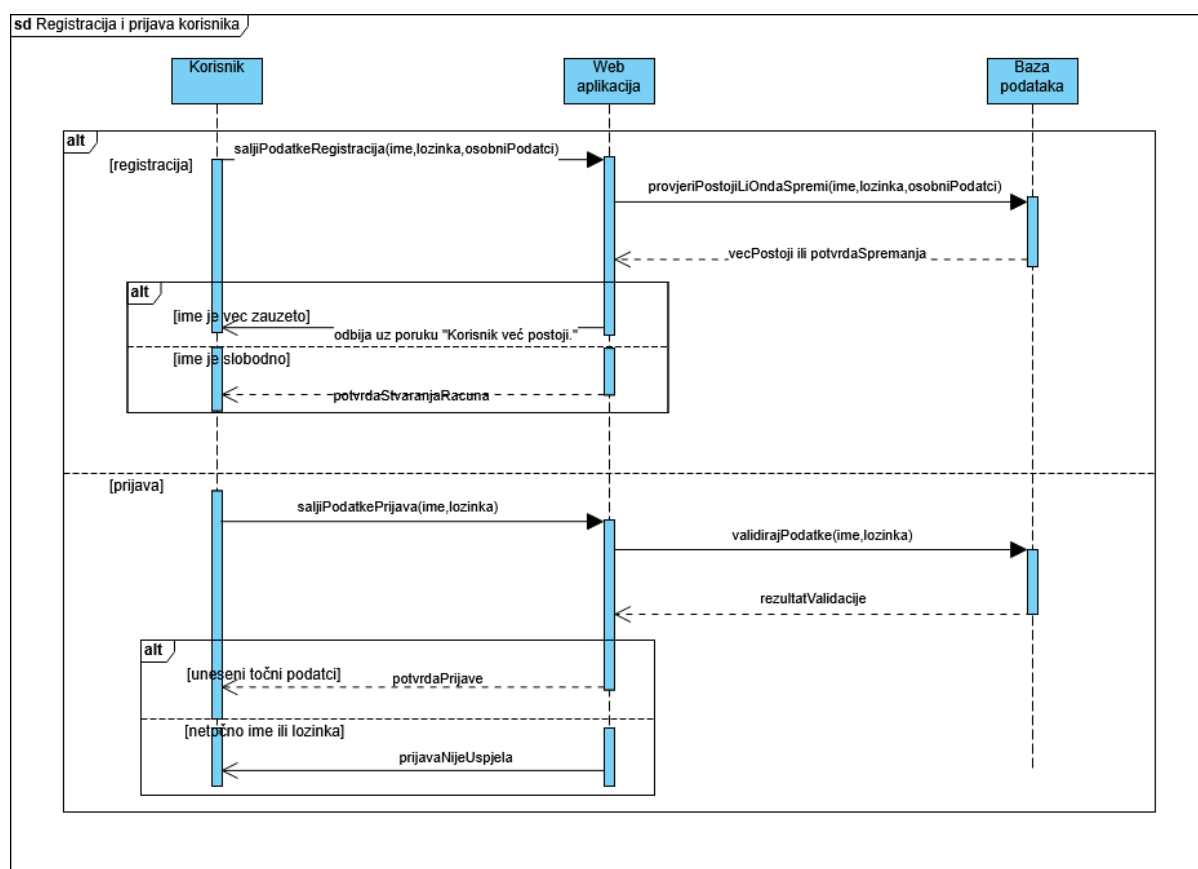 sd Registracija i prijava korisnika
Korisnik
Web
aplikacija
Baza
podataka
alt
[registracija]
saljiPodatkeRegistracija(ime,lozinka,osobniPodatci)
provjeriPostojiLiOndaSpremi(ime,lozinka,osobniPodatci)
vecPostoji ili potvrdaSpremanja
alt
[ime je vec zauzeto]
odbija uz poruku "Korisnik već postoji."
[ime je slobodno]
potvrdaStvaranjaRacuna
[prijava]
saljiPodatkePrijava(ime,lozinka)
validirajPodatke(ime,lozinka)
rezultatValidacije
alt
[uneseni točni podatci]
potvrdaPrijave
[netočno ime ili lozinka]
prijavaNijeUspjela